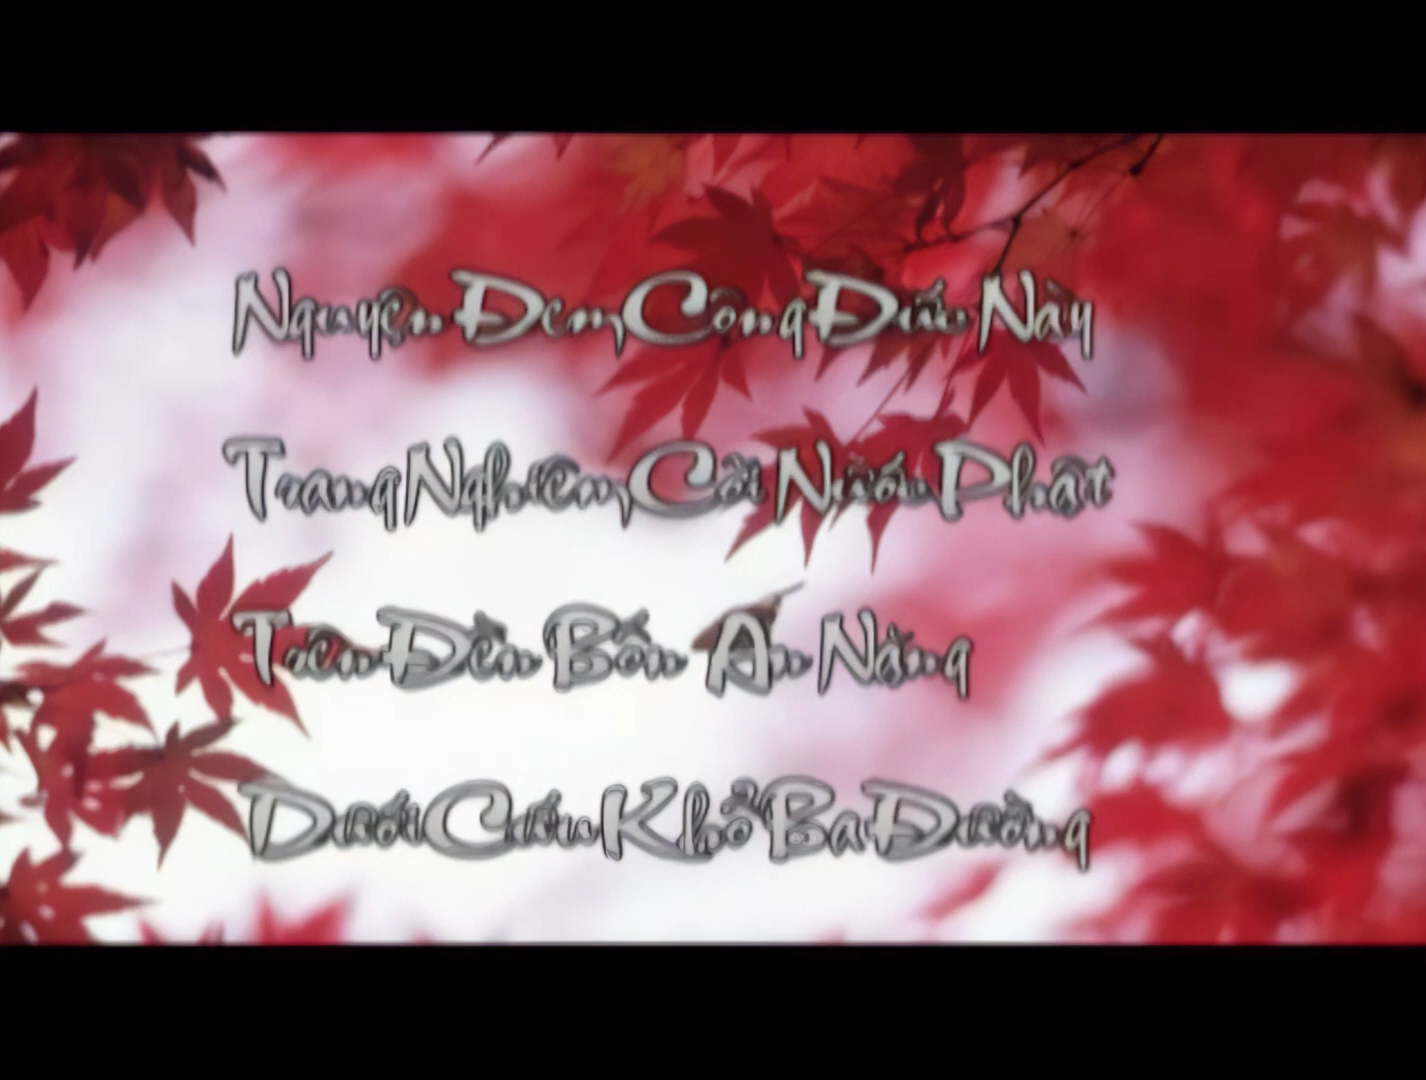 Nguyện Đem Công Đức Này
Trang Nghiêm Cõi Nước Phật
Trên Đền Bốn Ân Nặng
Dưới Cứu Khổ Ba Đường